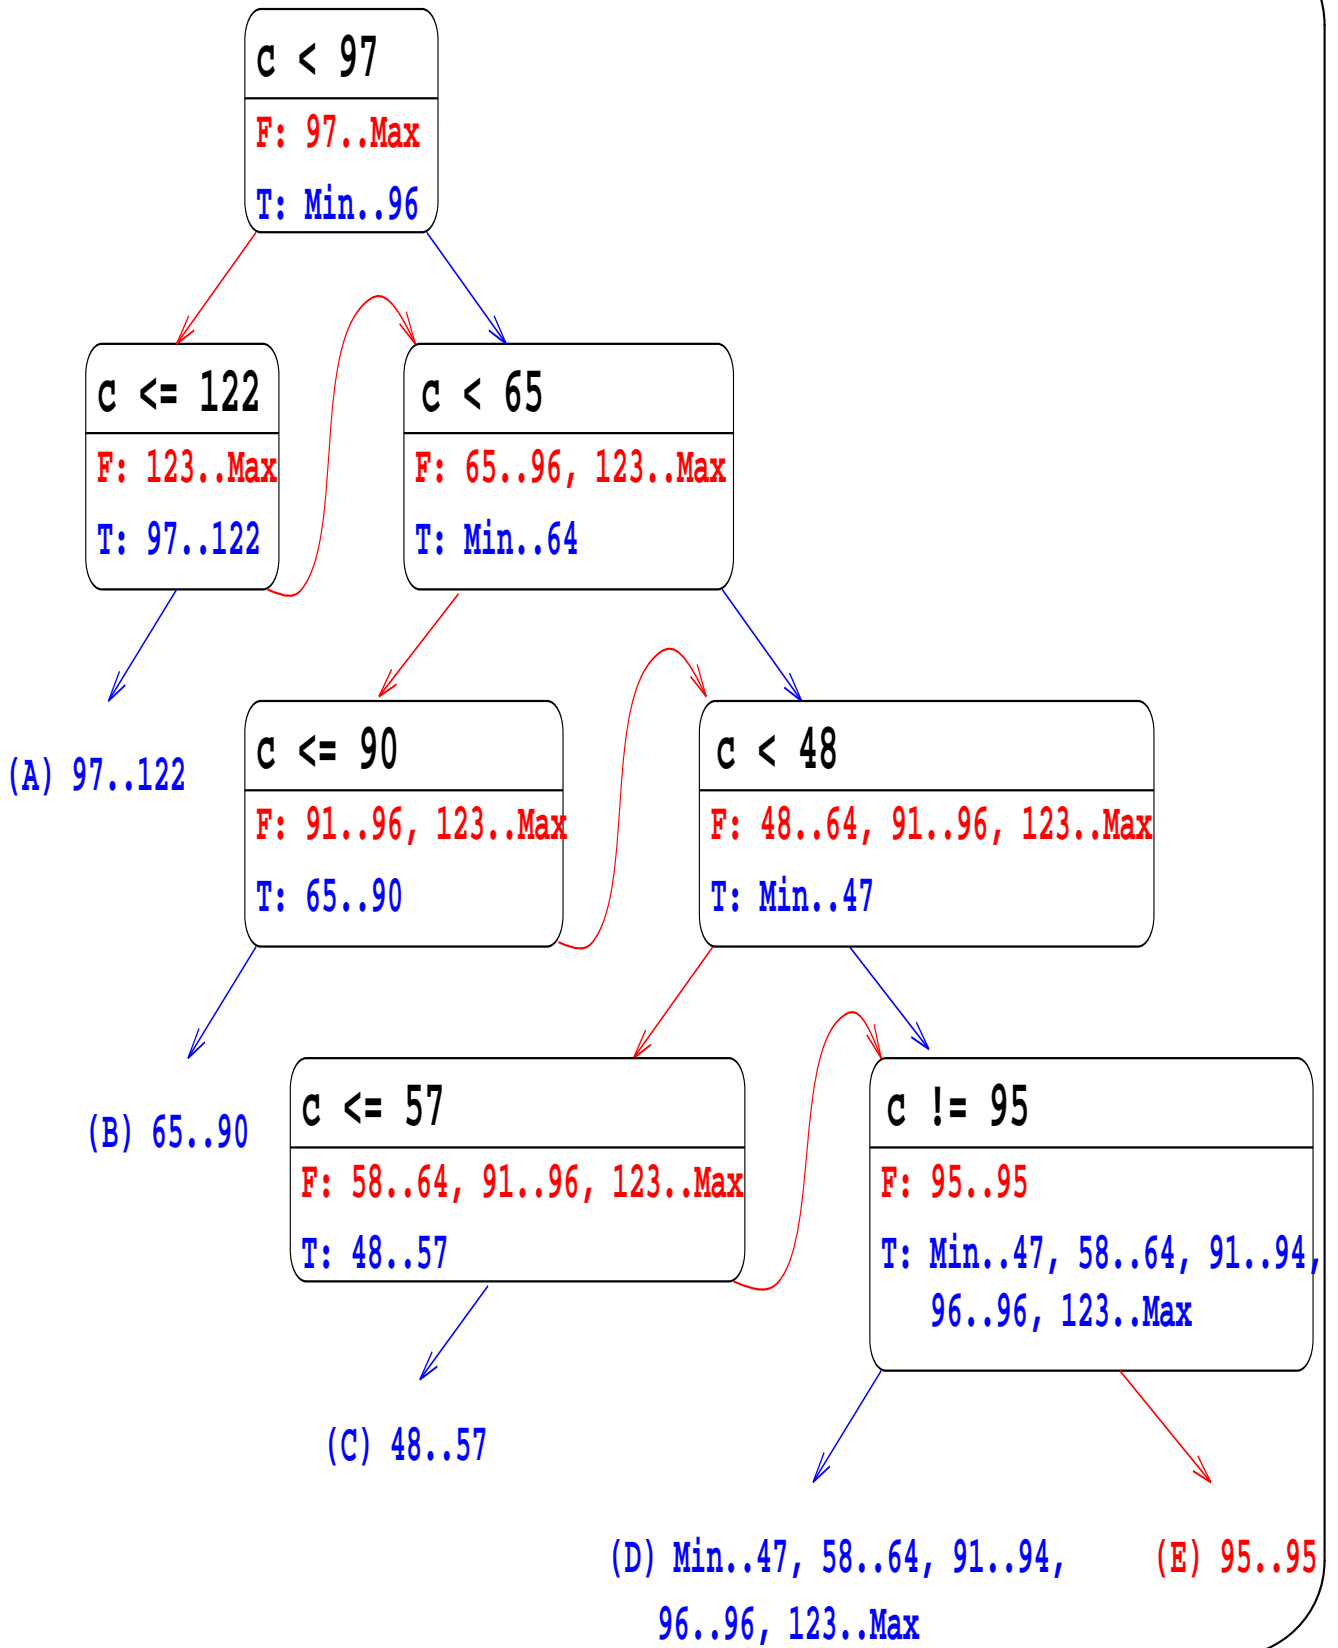 c < 97
F: 97..Max
T: Min..96
c <= 122
F: 123..Max
T: 97..122
c < 65
F: 65..96, 123..Max
T: Min..64
(A) 97..122
c <= 90
F: 91..96, 123..Max
T: 65..90
c < 48
F: 48..64, 91..96, 123..Max
T: Min..47
(B) 65..90
c <= 57
F: 58..64, 91..96, 123..Max
T: 48..57
c != 95
F: 95..95
T: Min..47, 58..64, 91..94,
96..96, 123..Max
(C) 48..57
(D) Min..47, 58..64, 91..94,
96..96, 123..Max
(E) 95..95